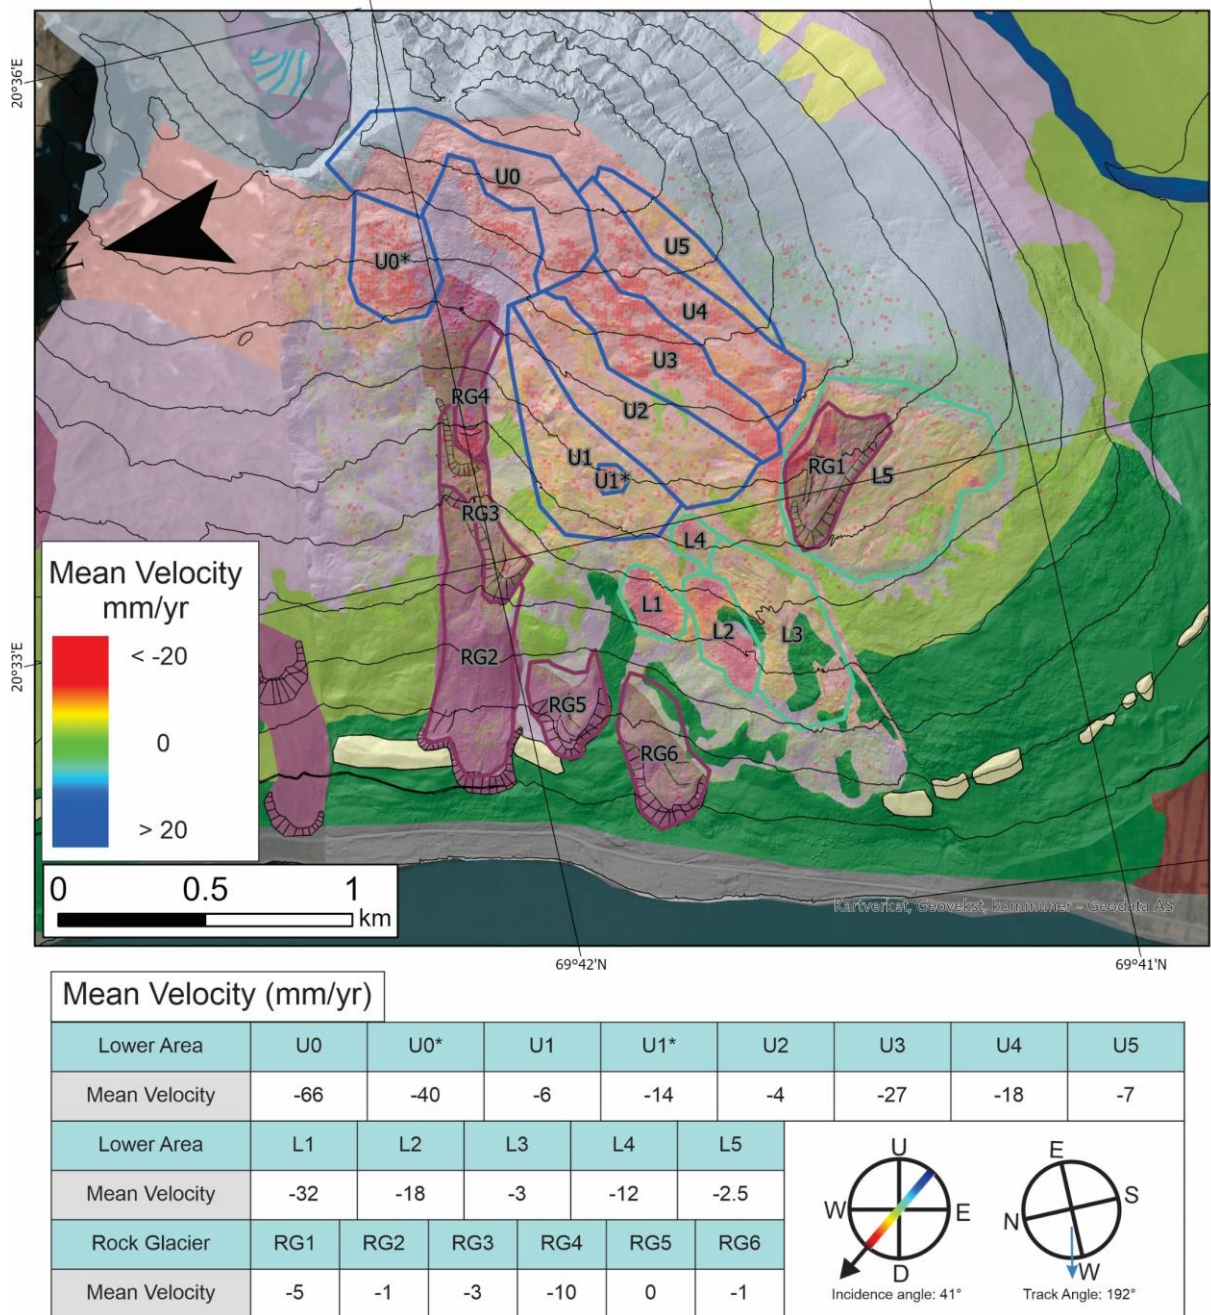 20°36'E
U0
U0*
U5
U4
U3
RG4
U2
U1
U1*
RG1
L5
RG3
L4
L1
L2
L3
RG2
RG5
RG6
20°33'E
N
Mean Velocity
mm/yr
< -20
0
> 20
0 0.5 1
km
Kartverket, Geovekst, kommuner - Geodata AS
69°42'N
69°41'N
Mean Velocity (mm/yr)
Lower Area U0 U0* U1 U1* U2 U3 U4 U5
Mean Velocity -66 -40 -6 -14 -4 -27 -18 -7
Lower Area L1 L2 L3 L4 L5
Mean Velocity -32 -18 -3 -12 -2.5
Rock Glacier RG1 RG2 RG3 RG4 RG5 RG6
Mean Velocity -5 -1 -3 -10 0 -1
U
W E
D
Incidence angle: 41°
E
N S
W
Track Angle: 192°